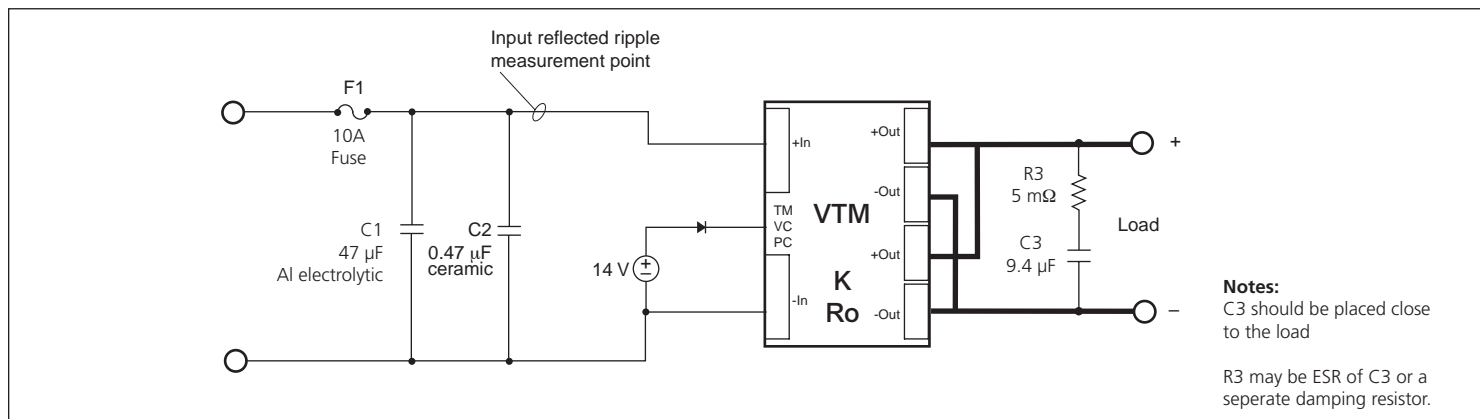 Input reflected ripple
measurement point
F1
10A
Fuse
C1
47 µF
Al electrolytic
C2
0.47 µF
ceramic
14 V
+In
TM
VC
PC
-In
VTM
K
Ro
+Out
-Out
+Out
-Out
+
R3
5 mΩ
Load
C3
9.4 µF
–
Notes:
C3 should be placed close
to the load
R3 may be ESR of C3 or a
seperate damping resistor.